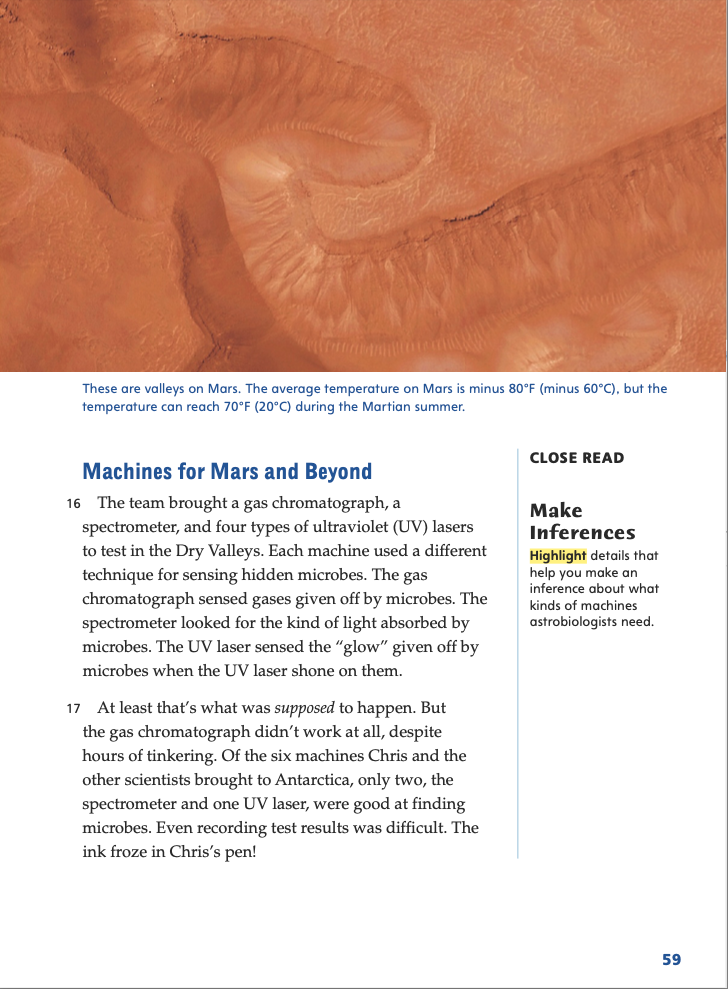 These are valleys on Mars. The average temperature on Mars is minus 80°F (minus 60°C), but the
temperature can reach 70°F (20°C) during the Martian summer.
Machines for Mars and Beyond
16 The team brought a gas chromatograph, a
spectrometer, and four types of ultraviolet (UV) lasers
to test in the Dry Valleys. Each machine used a different
technique for sensing hidden microbes. The gas
chromatograph sensed gases given off by microbes. The
spectrometer looked for the kind of light absorbed by
microbes. The UV laser sensed the “glow” given off by
microbes when the UV laser shone on them.
17 At least that’s what was supposed to happen. But
the gas chromatograph didn’t work at all, despite
hours of tinkering. Of the six machines Chris and the
other scientists brought to Antarctica, only two, the
spectrometer and one UV laser, were good at finding
microbes. Even recording test results was difficult. The
ink froze in Chris’s pen!
CLOSE READ
Make
Inferences
Highlight details that
help you make an
inference about what
kinds of machines
astrobiologists need.
59